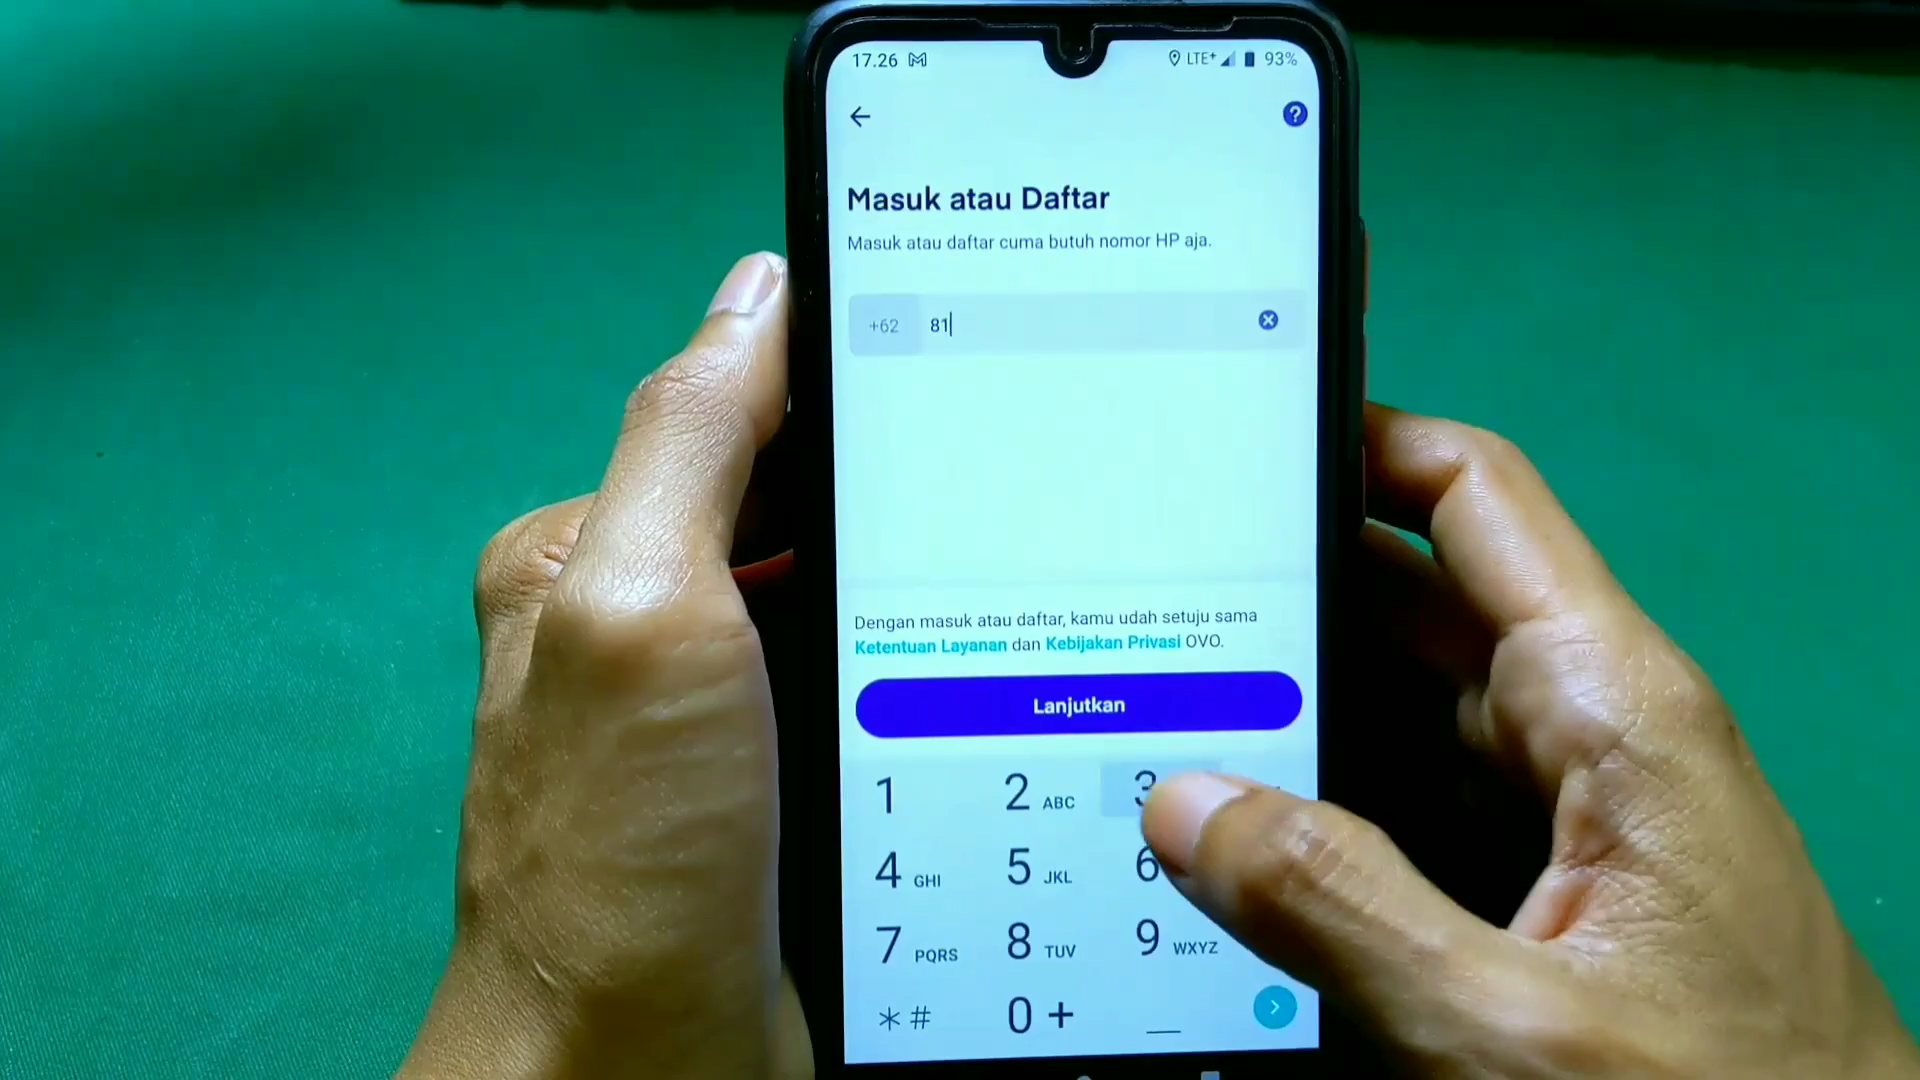 17.26 LTE+ 93%
Masuk atau Daftar
Masuk atau daftar cuma butuh nomor HP aja.
+62 81
Dengan masuk atau daftar, kamu udah setuju sama
Ketentuan Layanan dan Kebijakan Privasi OVO.
Lanjutkan
1 2 ABC 3
4 GHI 5 JKL 6
7 PQRS 8 TUV 9 WXYZ
* # 0 +